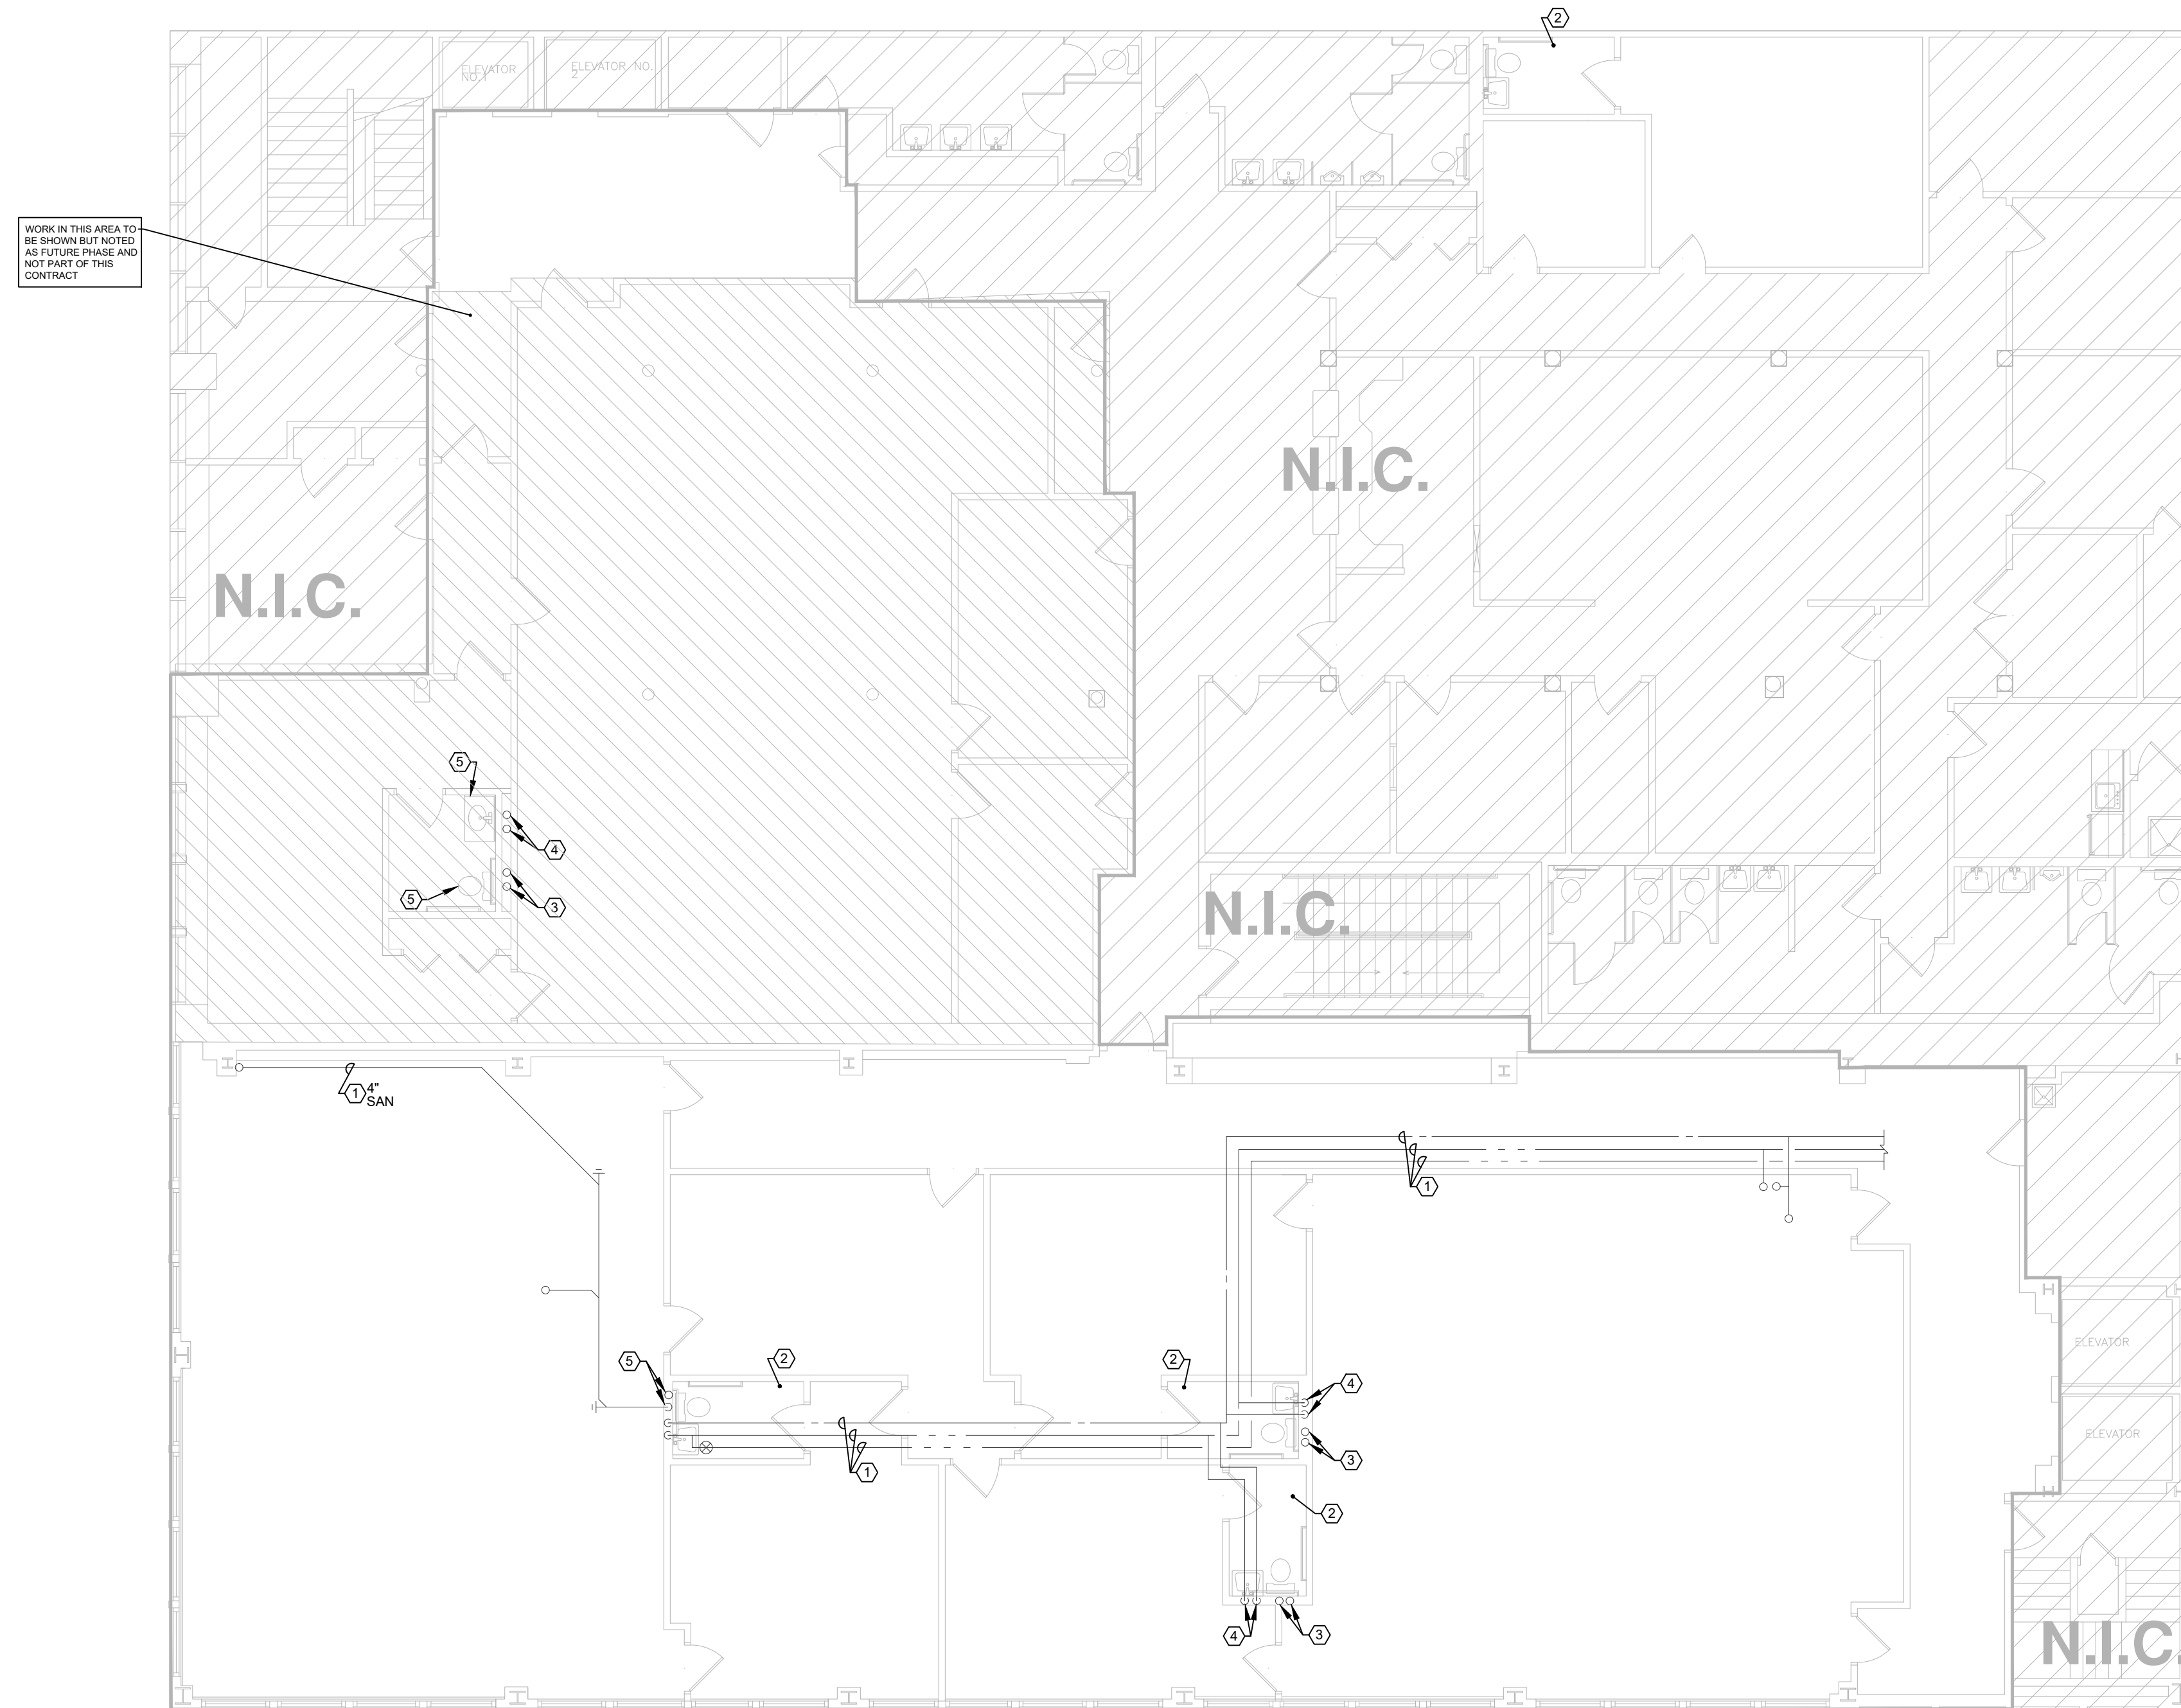 2
ELEVATOR
NO.1
ELEVATOR NO.
2
WORK IN THIS AREA TO
BE SHOWN BUT NOTED
AS FUTURE PHASE AND
NOT PART OF THIS
CONTRACT
N.I.C.
N.I.C.
5
4
5
3
N.I.C.
1
4"
SAN
1
ELEVATOR
5
2
2
4
ELEVATOR
3
1
2
4
3
N.I.C.